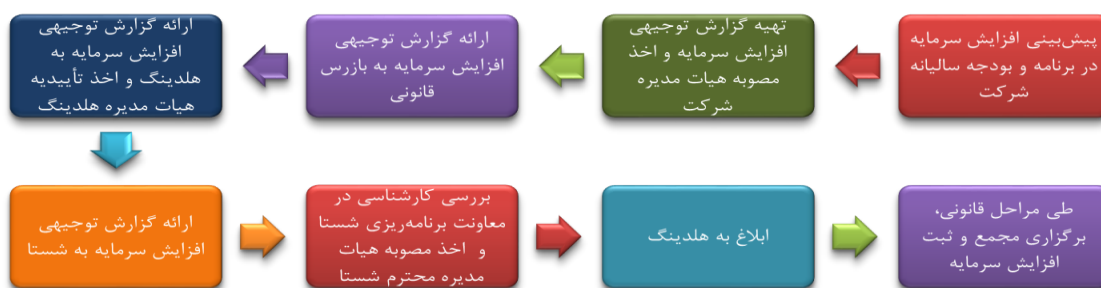 پیش‌بینی افزایش سرمایه
در برنامه و بودجه سالیانه
شرکت
تهیه گزارش توجیهی
افزایش سرمایه و اخذ
مصوبه هیات مدیره
شرکت
ارائه گزارش توجیهی
افزایش سرمایه به بازرس
قانونی
ارائه گزارش توجیهی
افزایش سرمایه به
هلدینگ و اخذ تأییدیه
هیات مدیره هلدینگ
ارائه گزارش توجیهی
افزایش سرمایه به شستا
بررسی کارشناسی در
معاونت برنامه‌ریزی شستا
و اخذ مصوبه هیات
مدیره محترم شستا
ابلاغ به هلدینگ
طی مراحل قانونی،
برگزاری مجمع و ثبت
افزایش سرمایه